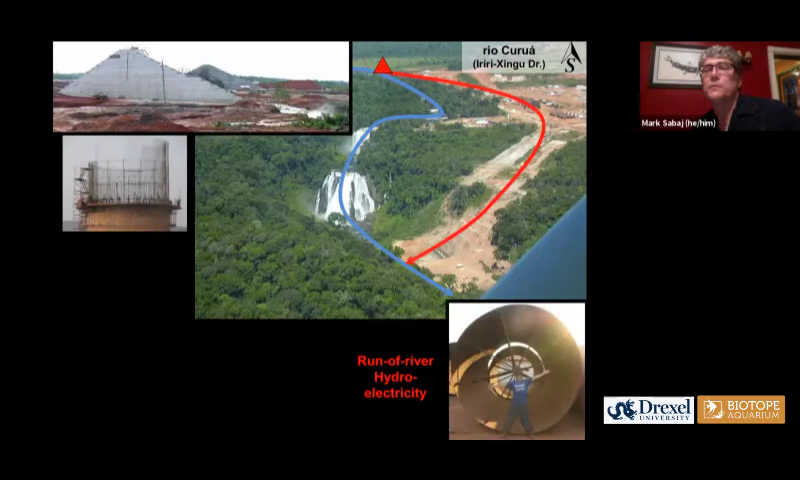 rio Curuá
(Iriri-Xingu Dr.)
S
Mark Sabaj (he/him)
Run-of-river
Hydro-
electricity
Drexel
UNIVERSITY
BIOTOPE
AQUARIUM